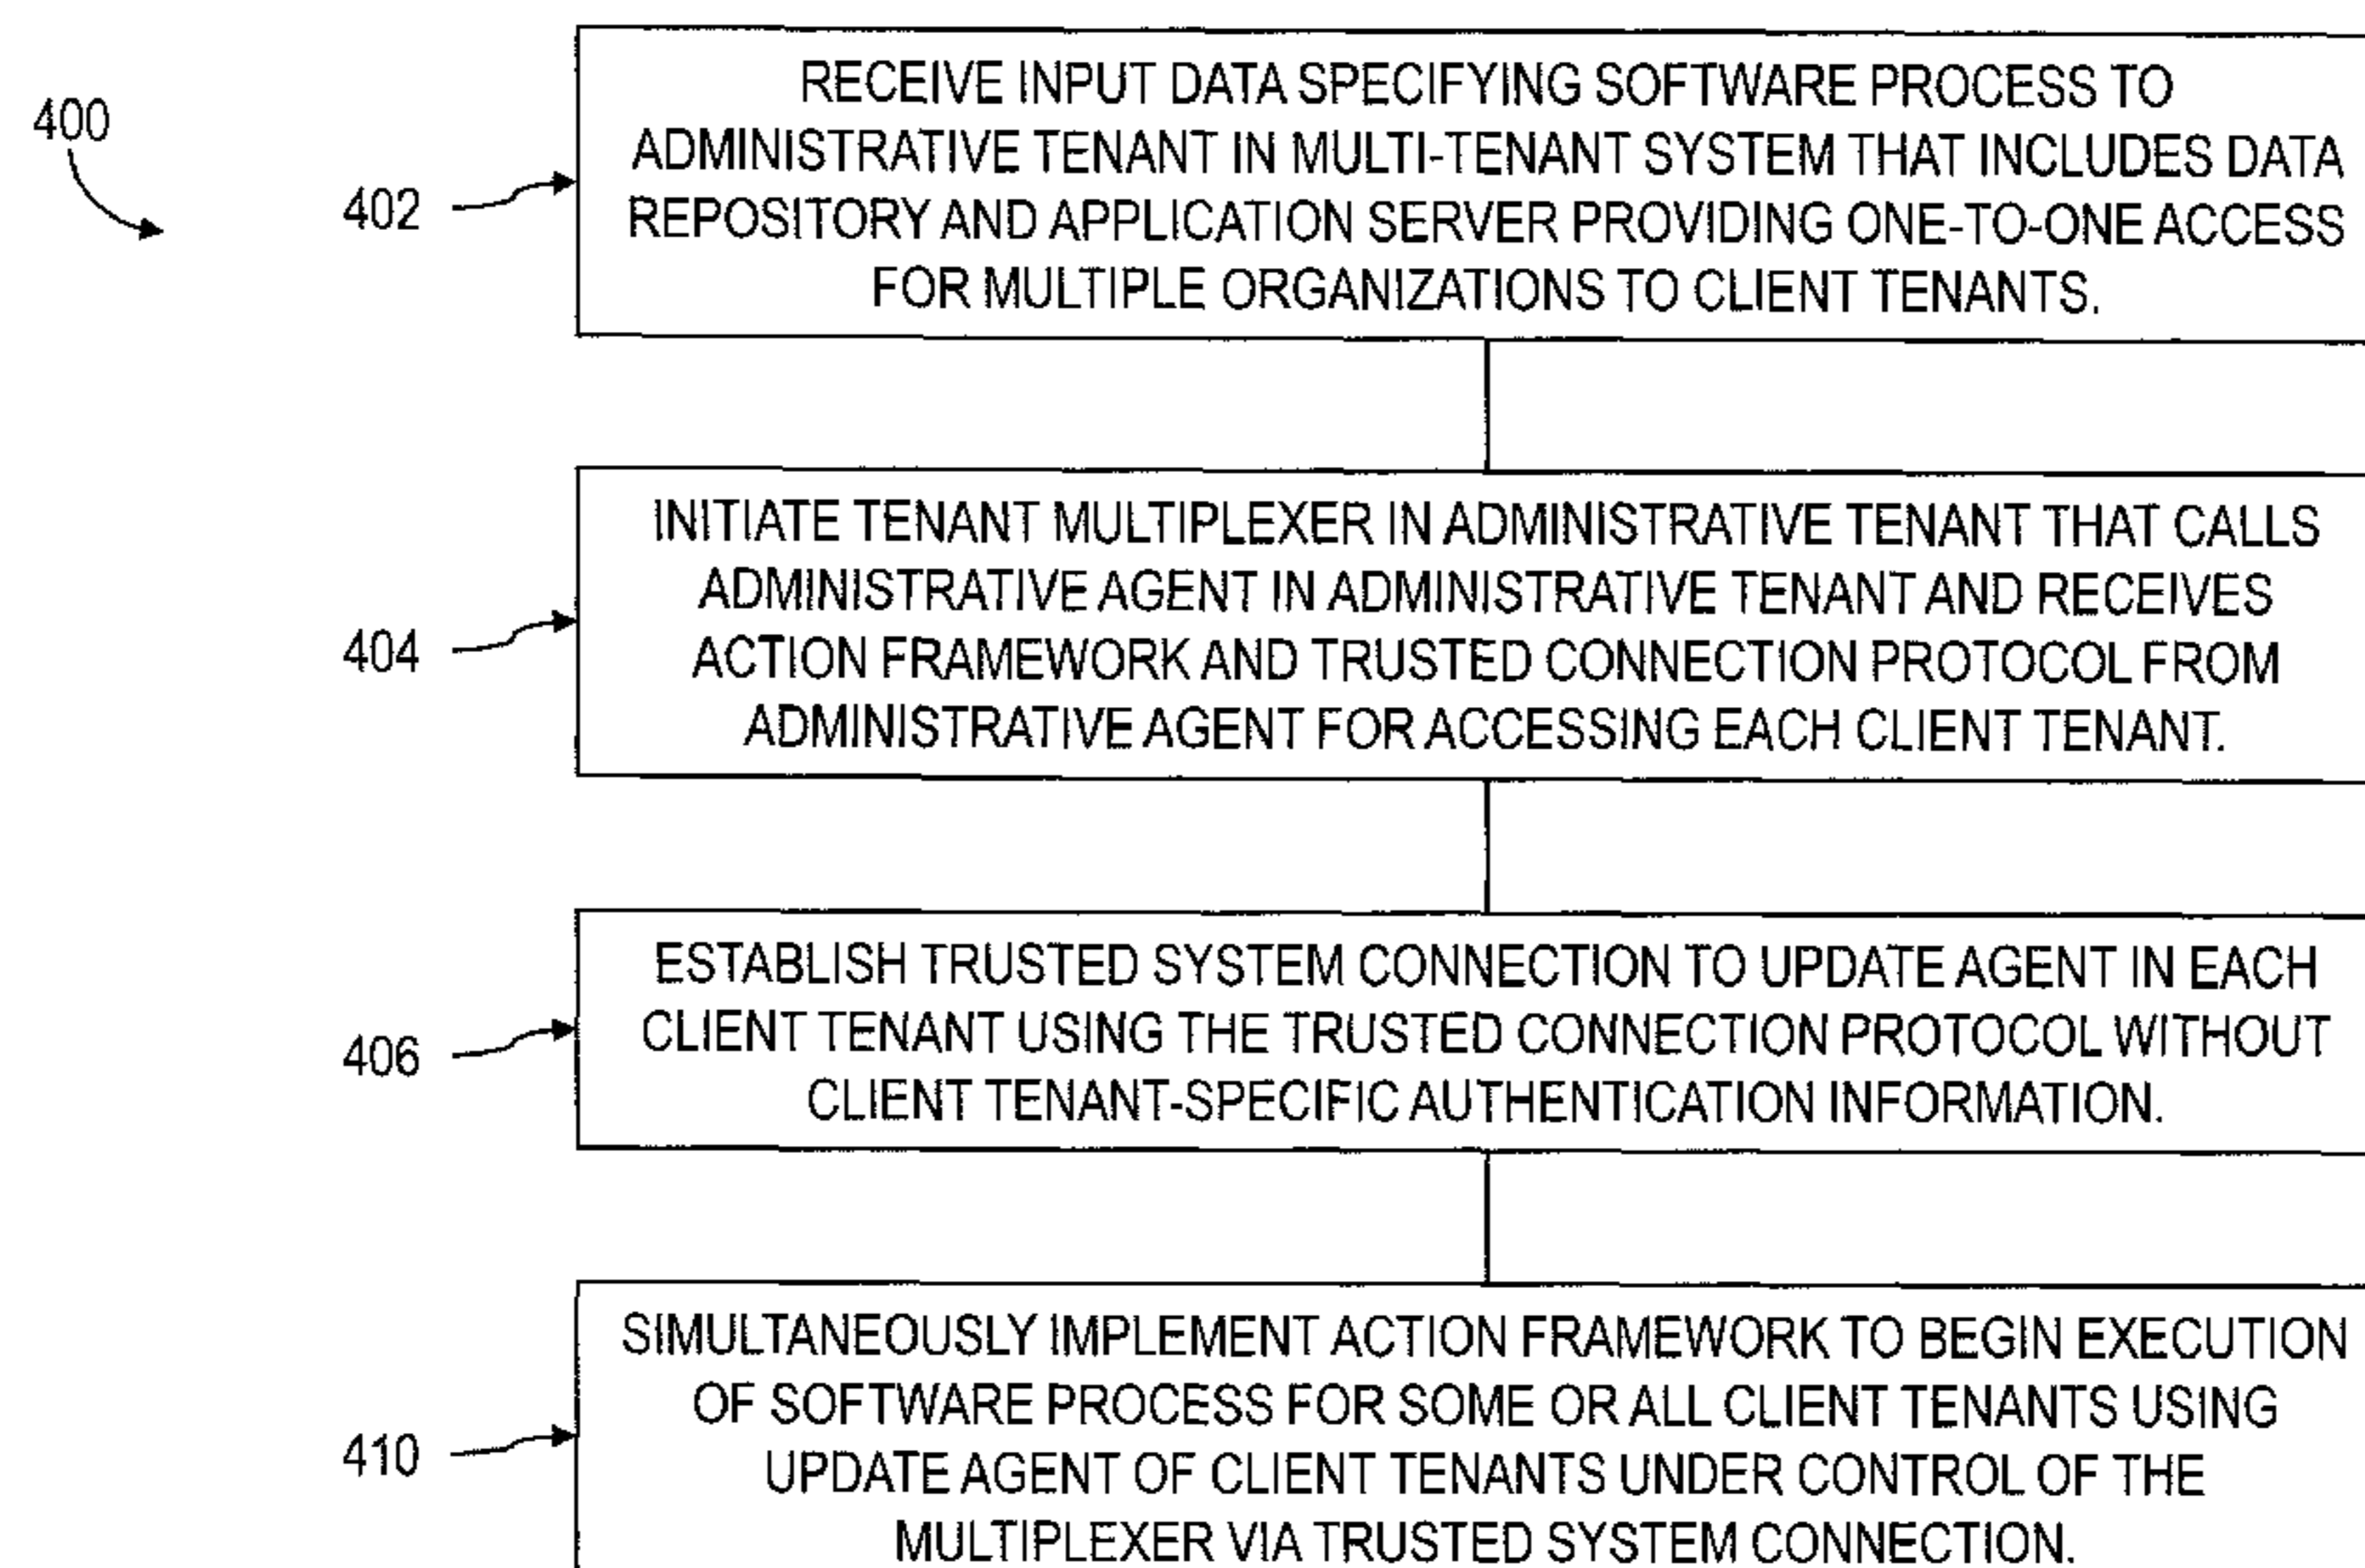 400
402
RECEIVE INPUT DATA SPECIFYING SOFTWARE PROCESS TO
ADMINISTRATIVE TENANT IN MULTI-TENANT SYSTEM THAT INCLUDES DATA
REPOSITORY AND APPLICATION SERVER PROVIDING ONE-TO-ONE ACCESS
FOR MULTIPLE ORGANIZATIONS TO CLIENT TENANTS.
404
INITIATE TENANT MULTIPLEXER IN ADMINISTRATIVE TENANT THAT CALLS
ADMINISTRATIVE AGENT IN ADMINISTRATIVE TENANT AND RECEIVES
ACTION FRAMEWORK AND TRUSTED CONNECTION PROTOCOL FROM
ADMINISTRATIVE AGENT FOR ACCESSING EACH CLIENT TENANT.
406
ESTABLISH TRUSTED SYSTEM CONNECTION TO UPDATE AGENT IN EACH
CLIENT TENANT USING THE TRUSTED CONNECTION PROTOCOL WITHOUT
CLIENT TENANT-SPECIFIC AUTHENTICATION INFORMATION.
410
SIMULTANEOUSLY IMPLEMENT ACTION FRAMEWORK TO BEGIN EXECUTION
OF SOFTWARE PROCESS FOR SOME OR ALL CLIENT TENANTS USING
UPDATE AGENT OF CLIENT TENANTS UNDER CONTROL OF THE
MULTIPLEXER VIA TRUSTED SYSTEM CONNECTION.